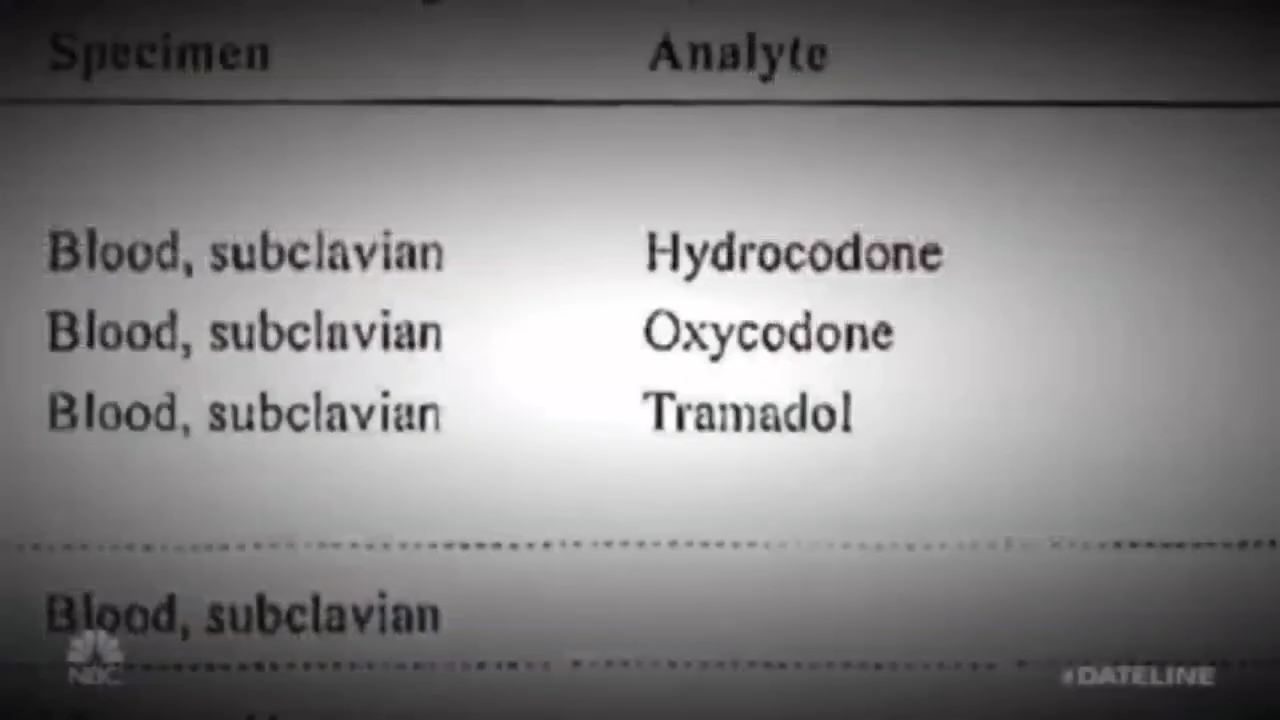 Specimen Analyte
Blood, subclavian Hydrocodone
Blood, subclavian Oxycodone
Blood, subclavian Tramadol
Blood, subclavian
NBC
#DATELINE